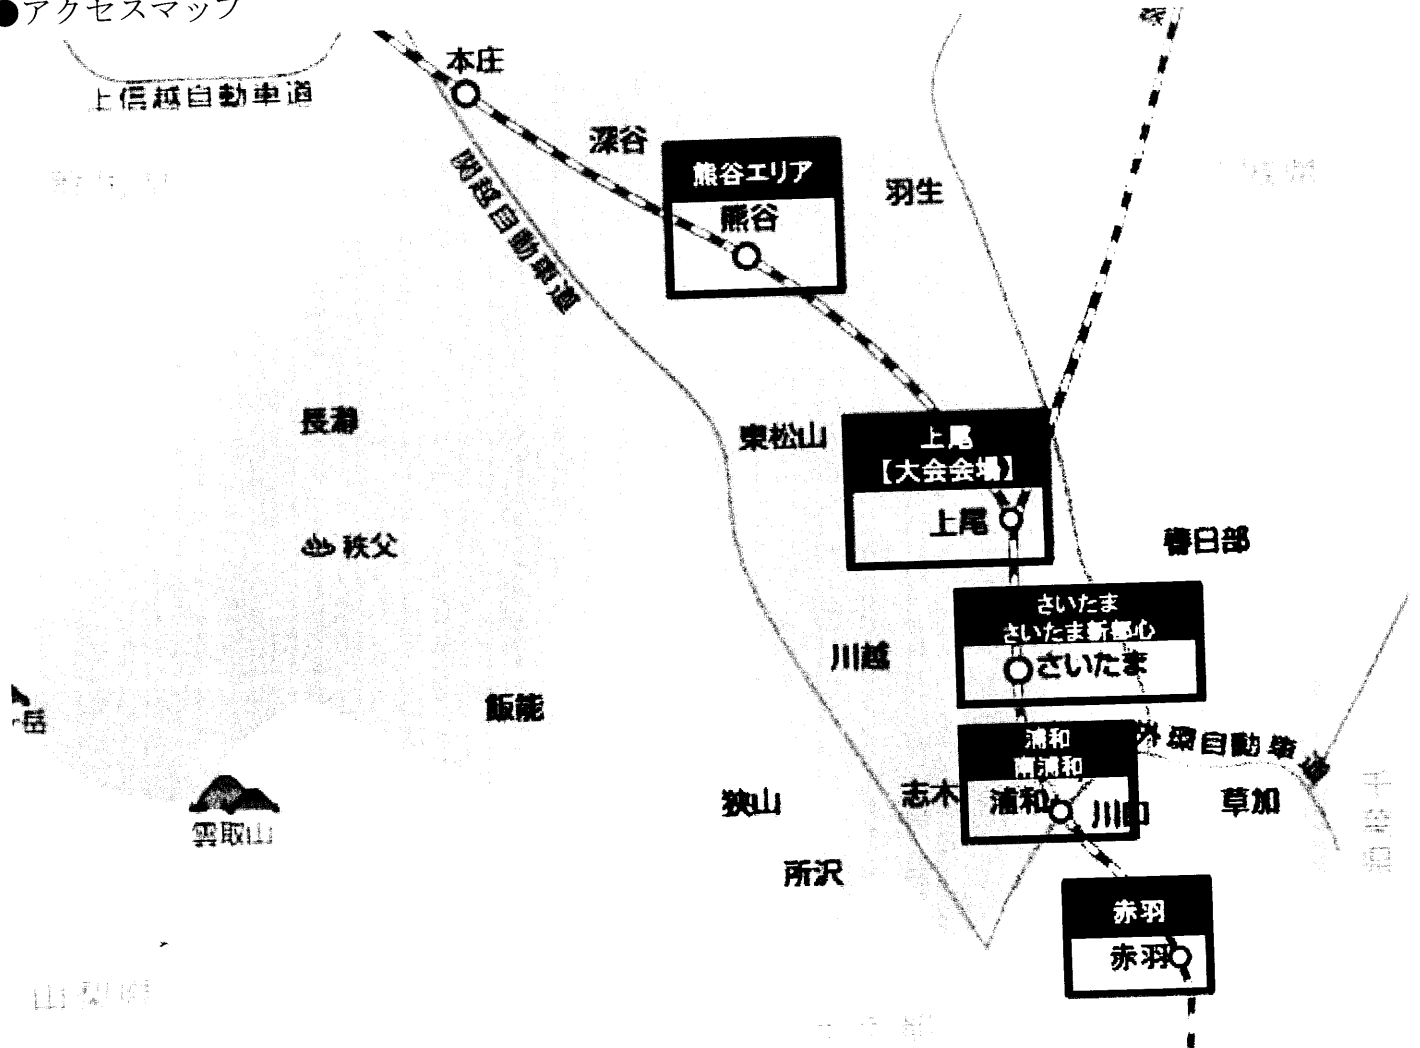 ●アクセスマップ
本庄
上信越自動車道
深谷
熊谷エリア
熊谷
羽生
関越自動車道
長瀞
東松山
上尾
【大会会場】
上尾
秩父
春日部
さいたま
さいたま新都心
さいたま
川越
飯能
岳
浦和
南浦和
浦和
川口
外環自動車道
志木
狭山
草加
千葉県
雲取山
所沢
赤羽
赤羽